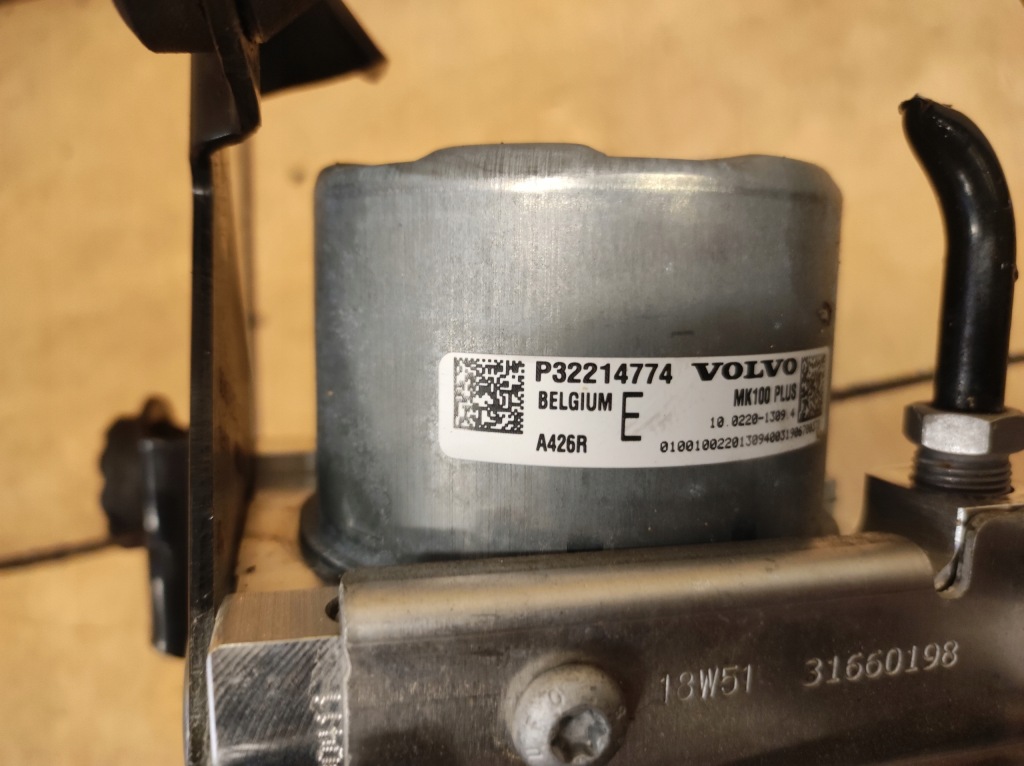 P32214774 VOLVO
BELGIUM E MK100 PLUS
10.0220-1309.4
A426R
18W51 31660198